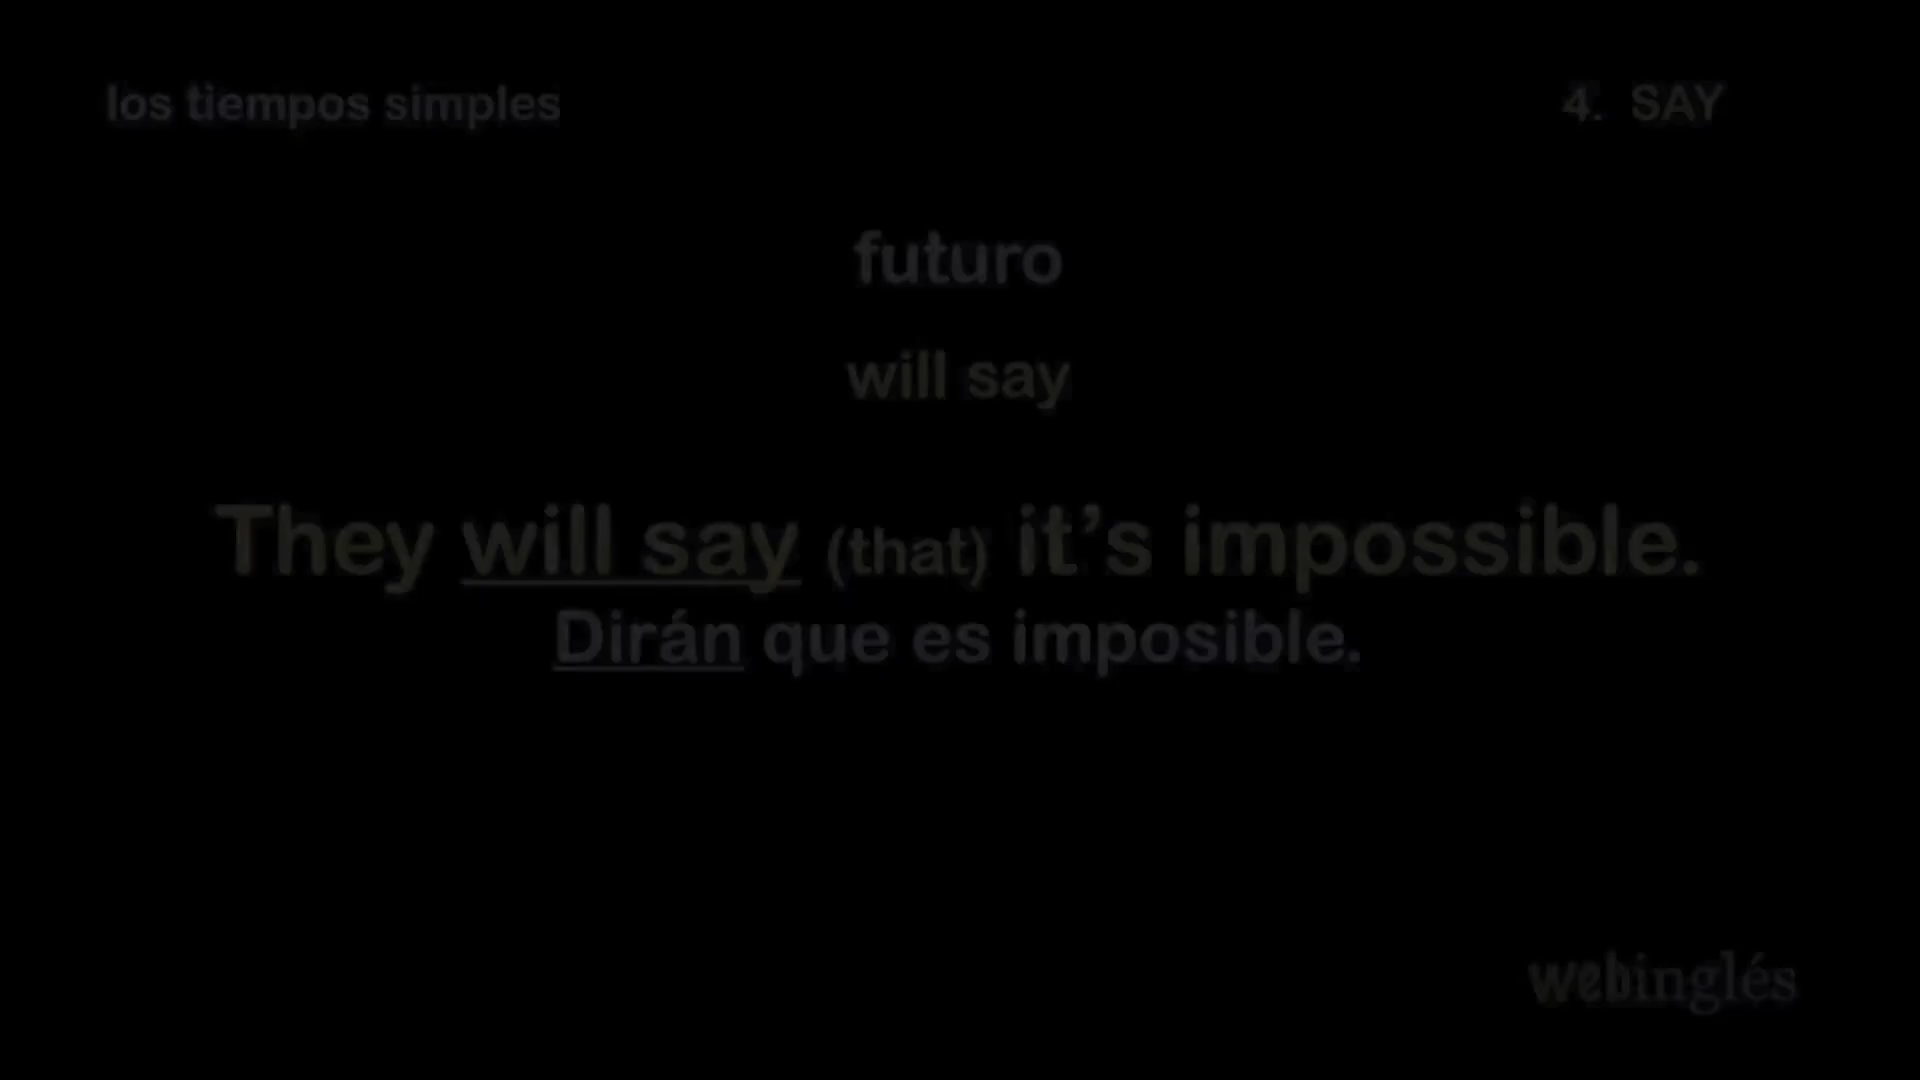 los tiempos simples
4. SAY
futuro
will say
They will say (that) it’s impossible.
Dirán que es imposible.
webinglés